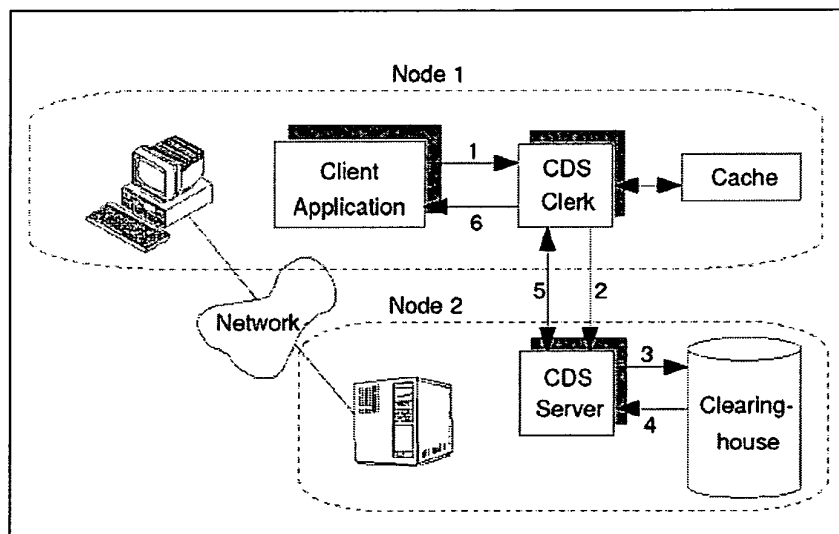 Node 1
Client
Application
1
6
CDS
Clerk
Cache
5
2
Network
Node 2
CDS
Server
3
4
Clearing-
house